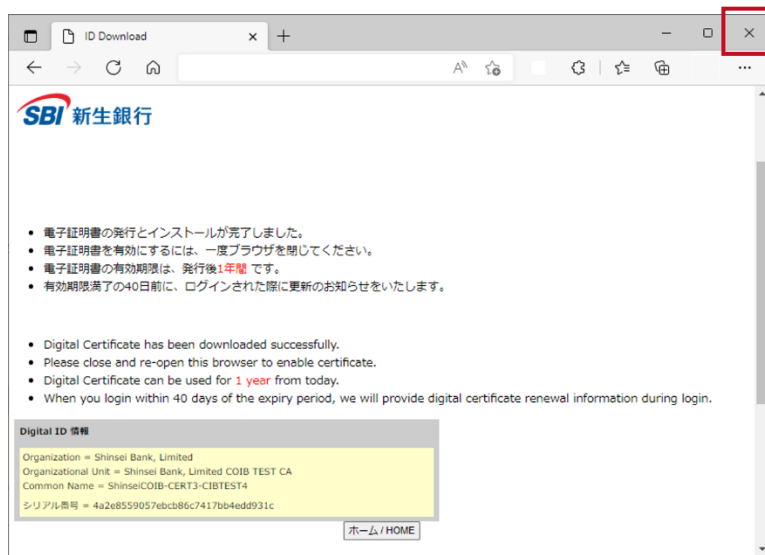 ID Download
SBI 新生銀行
電子証明書の発行とインストールが完了しました。
電子証明書を有効にするには、一度ブラウザを閉じてください。
電子証明書の有効期限は、発行後1年間 です。
有効期限満了の40日前に、ログインされた際に更新のお知らせをいたします。
Digital Certificate has been downloaded successfully.
Please close and re-open this browser to enable certificate.
Digital Certificate can be used for 1 year from today.
When you login within 40 days of the expiry period, we will provide digital certificate renewal information during login.
Digital ID 情報
Organization = Shinsei Bank, Limited
Organizational Unit = Shinsei Bank, Limited COIB TEST CA
Common Name = ShinseiCOIB-CERT3-CIBTEST4
シリアル番号 = 4a2e8559057ebcb86c7417bb4edd931c
ホーム / HOME